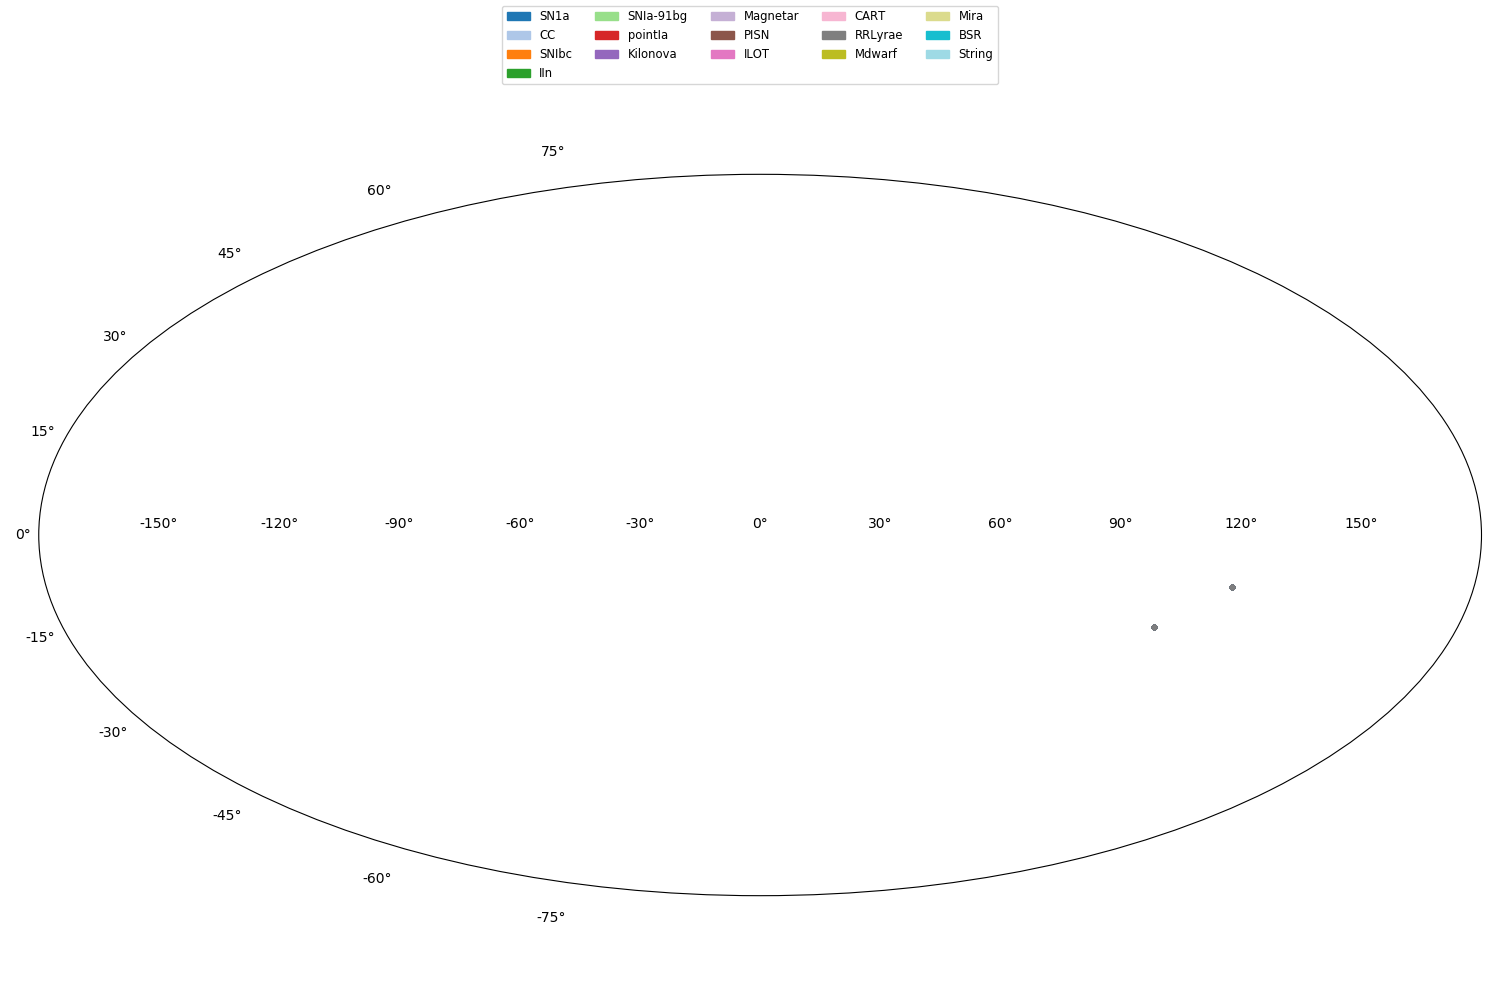 SN1a SNIa-91bg Magnetar CART Mira
CC pointIa PISN RRLyrae BSR
SNIbc Kilonova ILOT Mdwarf String
IIn
75°
60°
45°
30°
15°
-150° -120° -90° -60° -30° 0° 30° 60° 90° 120° 150°
0°
-15°
-30°
-45°
-60°
-75°